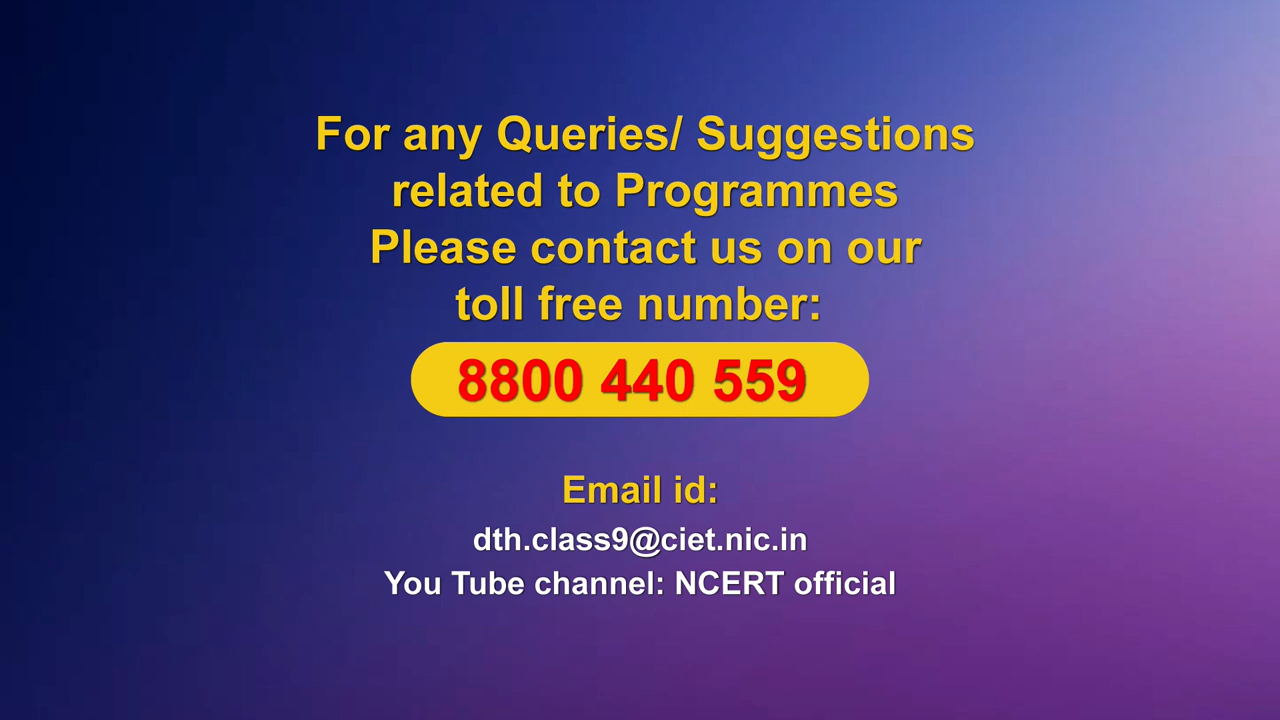 For any Queries/ Suggestions
related to Programmes
Please contact us on our
toll free number:
8800 440 559
Email id:
dth.class9@ciet.nic.in
You Tube channel: NCERT official